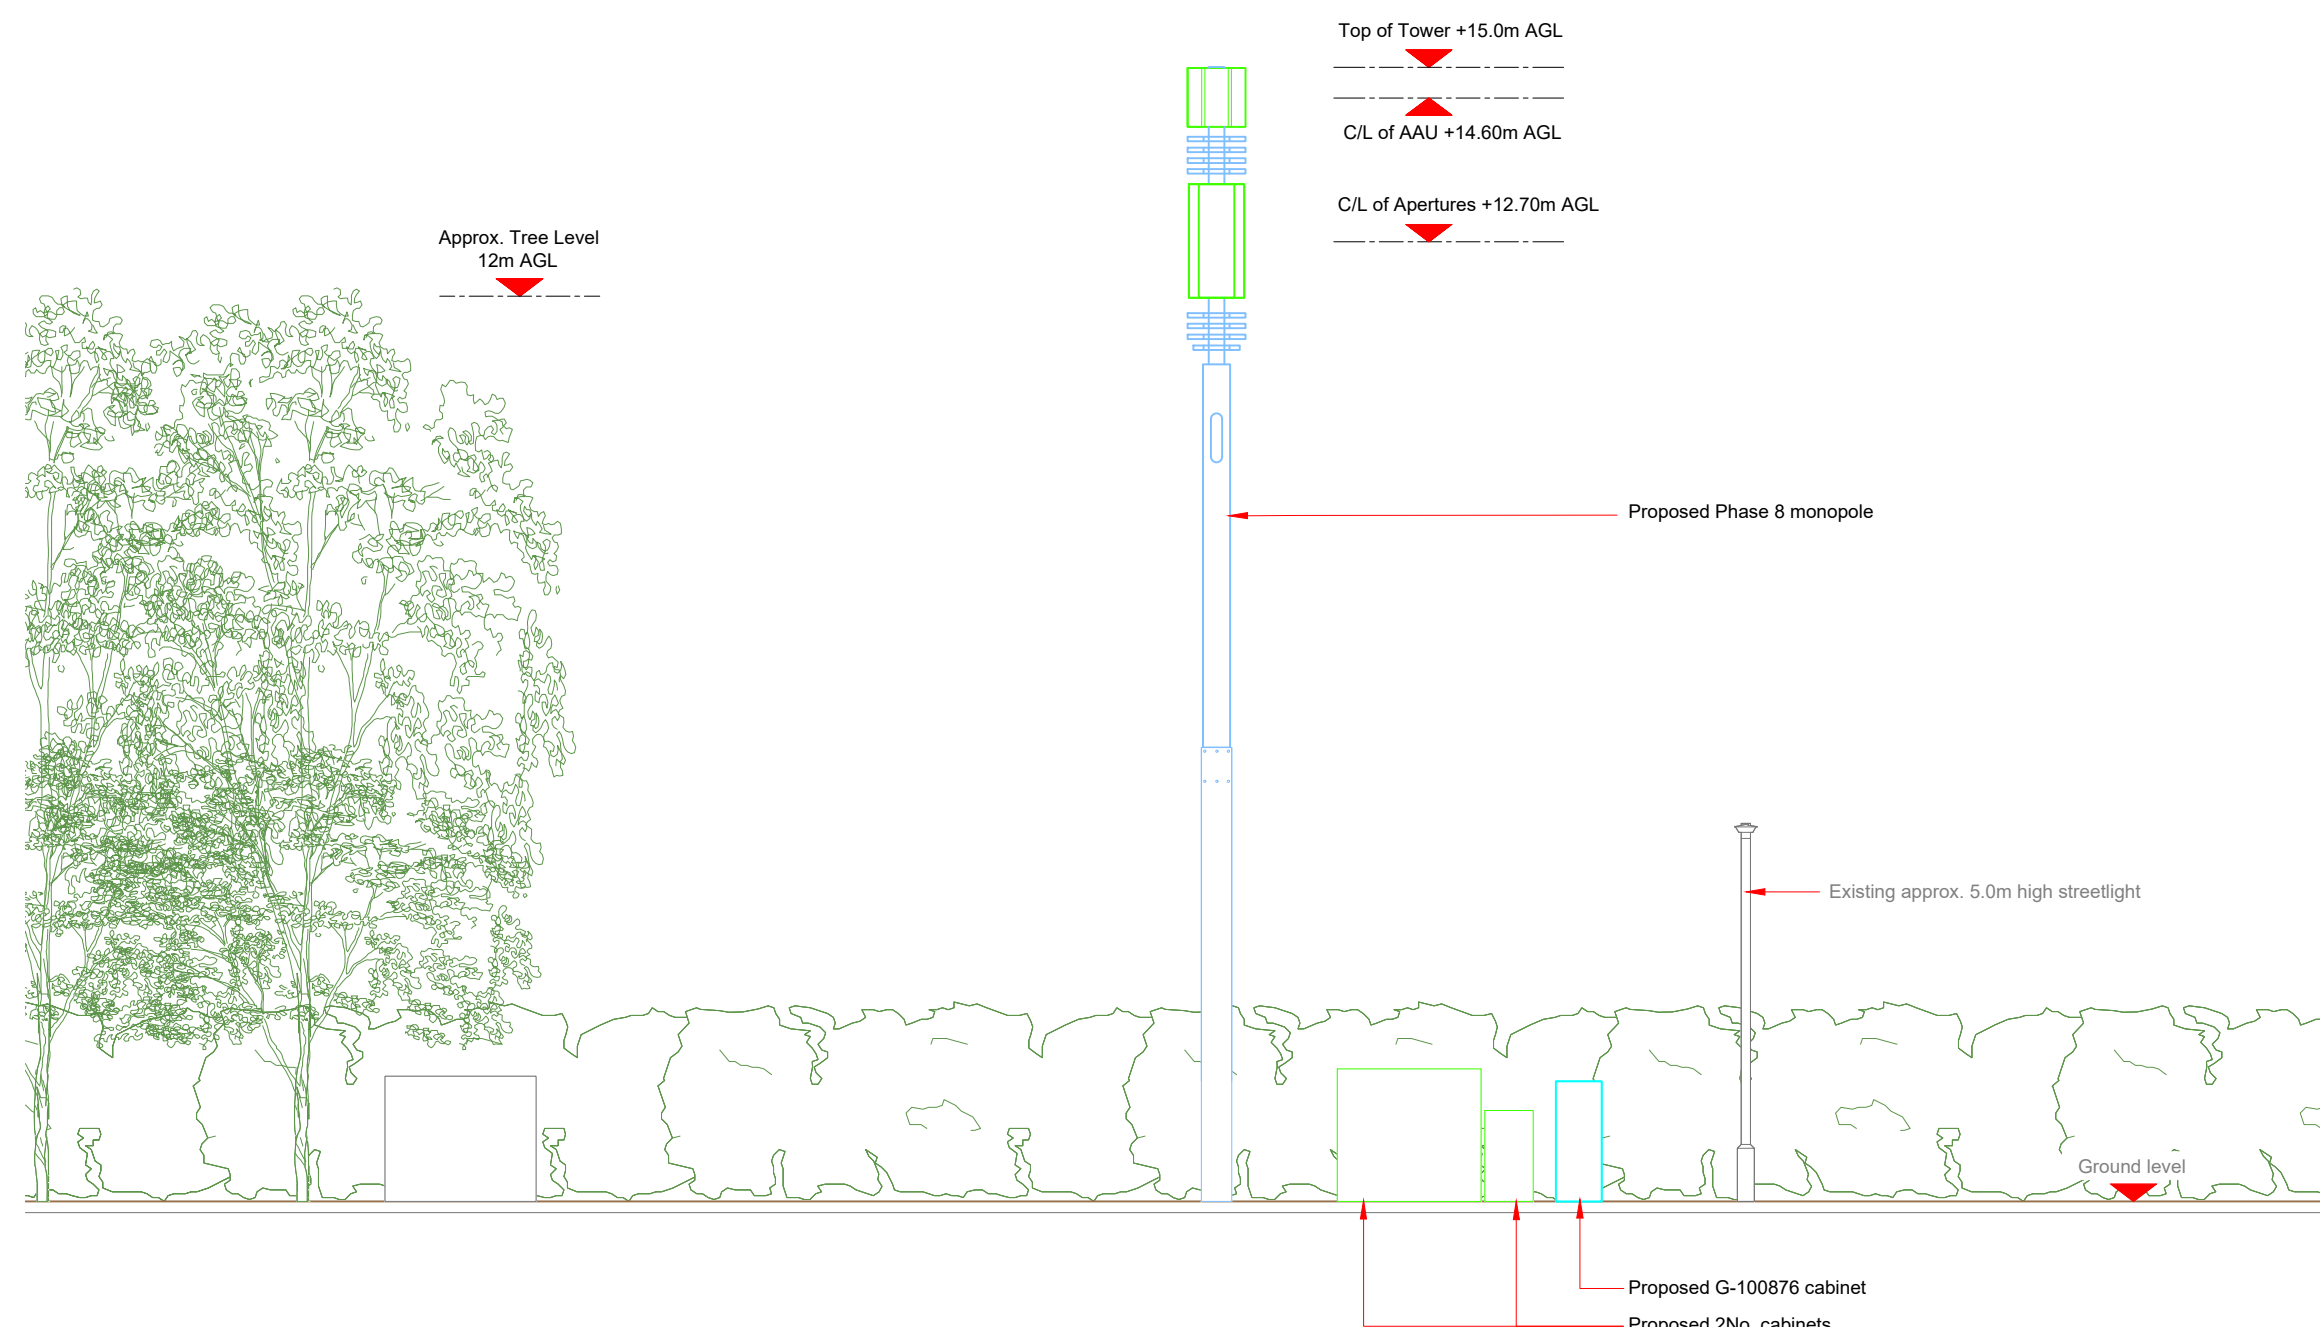 Top of Tower +15.0m AGL
C/L of AAU +14.60m AGL
C/L of Apertures +12.70m AGL
Approx. Tree Level
12m AGL
Proposed Phase 8 monopole
Existing approx. 5.0m high streetlight
Ground level
Proposed G-100876 cabinet
Proposed 2No. cabinets